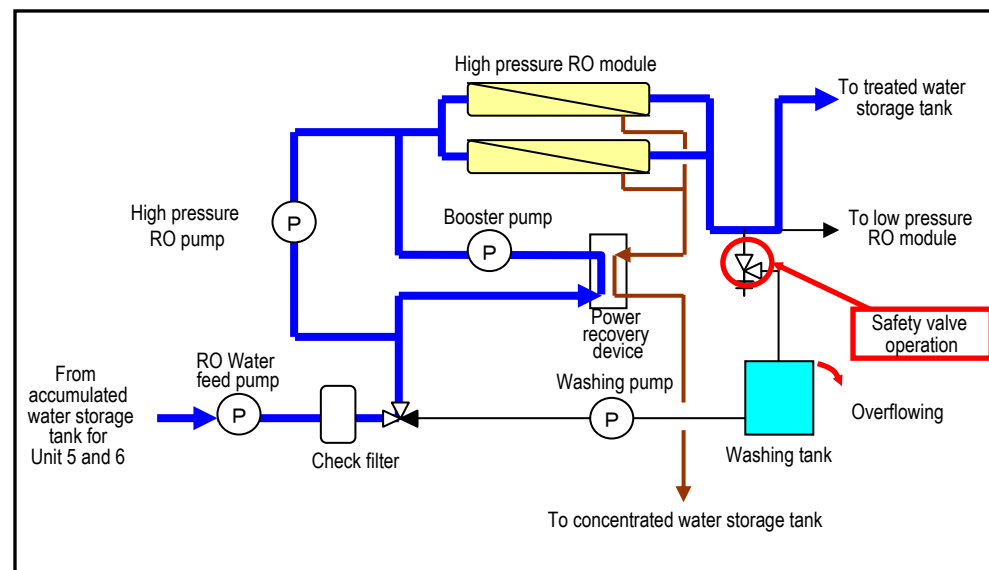 High pressure RO module
To treated water
storage tank
High pressure
RO pump
P
Booster pump
P
To low pressure
RO module
Safety valve
operation
Power
recovery
device
From
accumulated
water storage
tank for
Unit 5 and 6
RO Water
feed pump
P
Check filter
Washing pump
P
Overflowing
Washing tank
To concentrated water storage tank